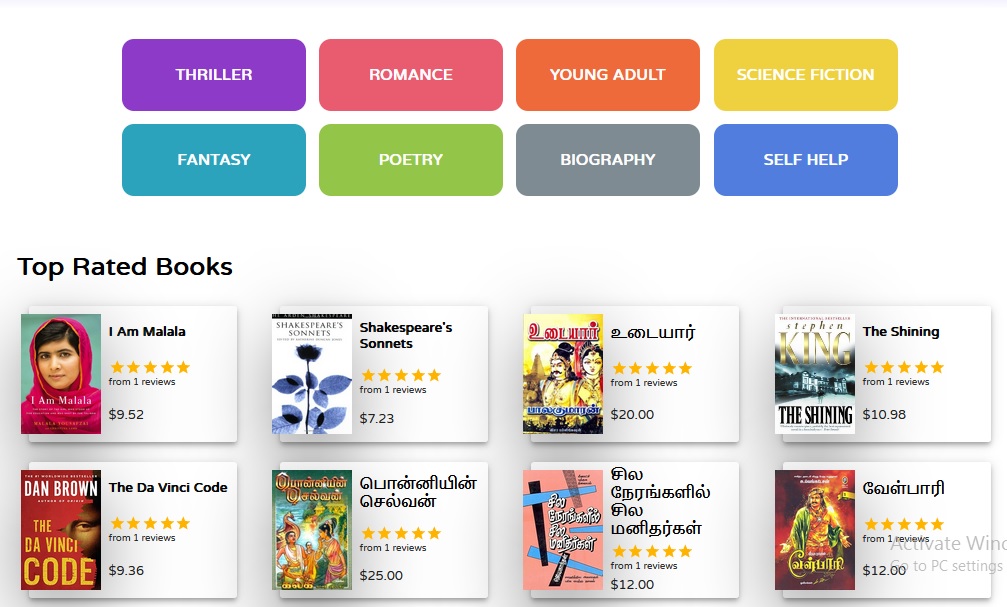 THRILLER
ROMANCE
YOUNG ADULT
SCIENCE FICTION
FANTASY
POETRY
BIOGRAPHY
SELF HELP
Top Rated Books
I Am Malala
I Am Malala
from 1 reviews
$9.52
SHAKESPEARE'S
SONNETS
Shakespeare's
Sonnets
from 1 reviews
$7.23
உடையார்
பாலகுமாரன்
உடையார்
from 1 reviews
$20.00
stephen
KING
THE SHINING
The Shining
from 1 reviews
$10.98
DAN BROWN
THE
DA VINCI
CODE
The Da Vinci Code
from 1 reviews
$9.36
பொன்னியின்
செல்வன்
கல்கி
பொன்னியின்
செல்வன்
from 1 reviews
$25.00
சில
நேரங்களில்
சில
மனிதர்கள்
சில
நேரங்களில்
சில
மனிதர்கள்
from 1 reviews
$12.00
வேள்பாரி
வேள்பாரி
from 1 reviews
$12.00
Activate Wind
Go to PC settings